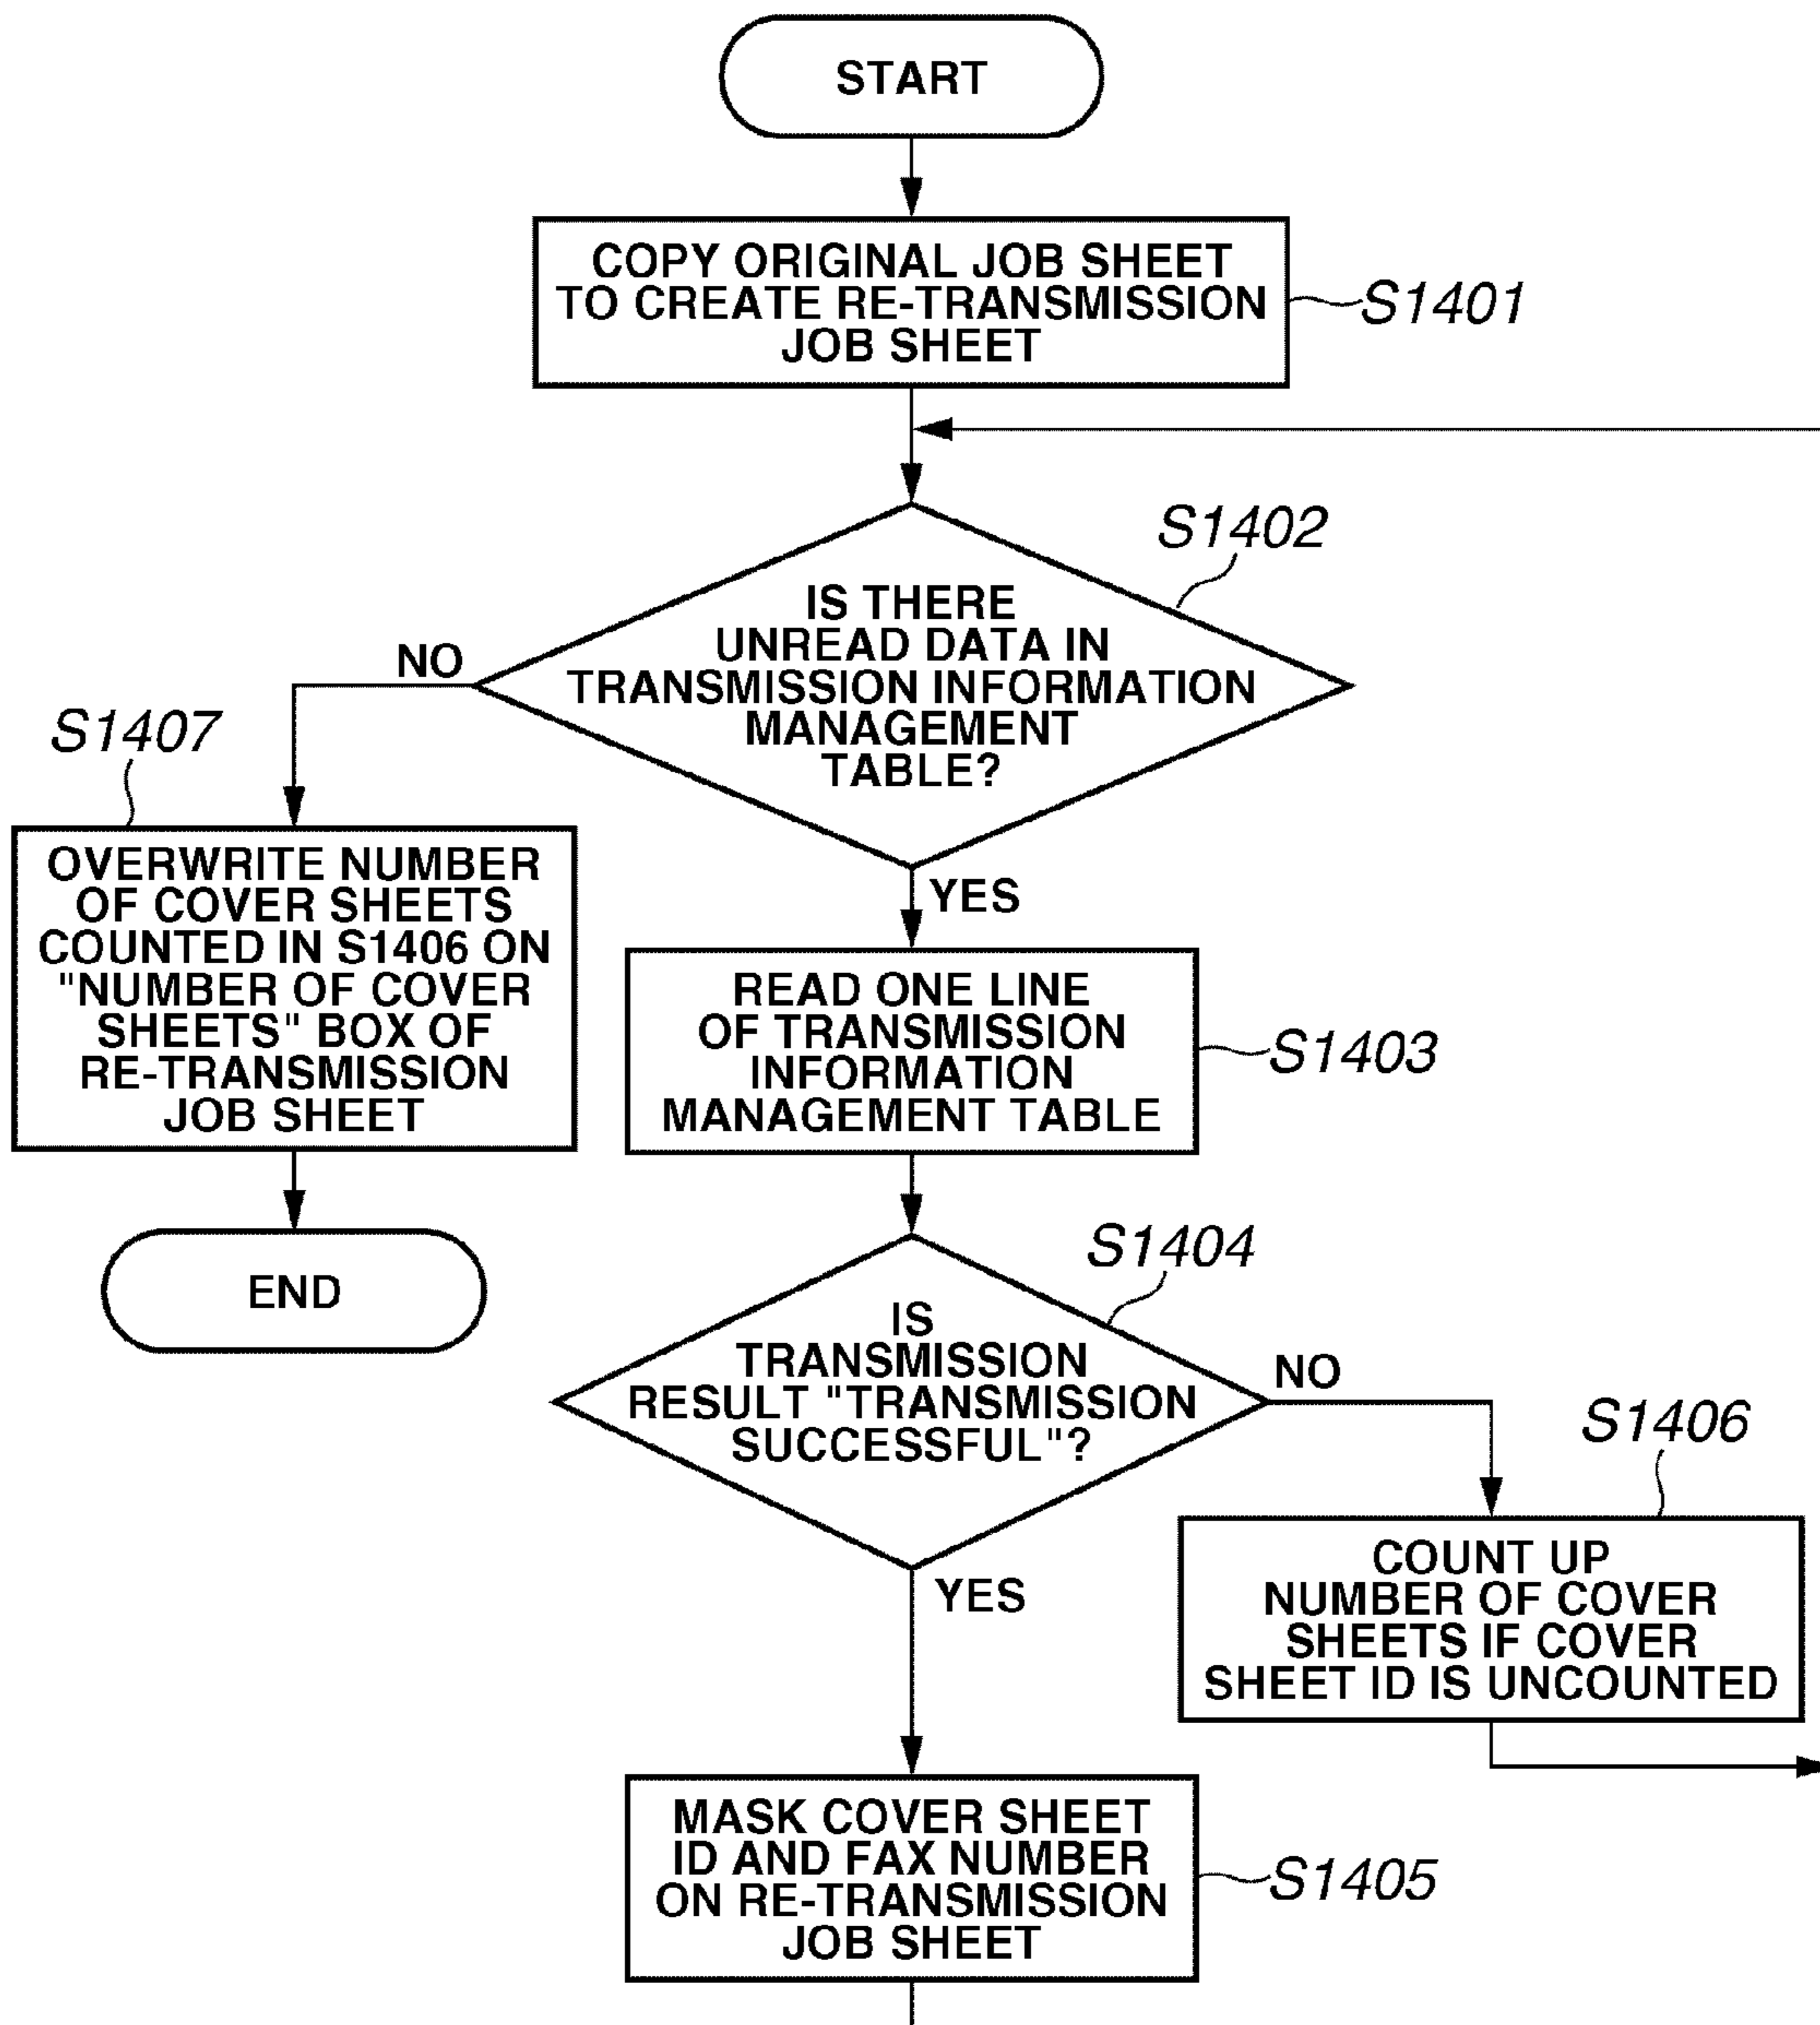 START
COPY ORIGINAL JOB SHEET
TO CREATE RE-TRANSMISSION
JOB SHEET
S1401
S1402
IS THERE
UNREAD DATA IN
TRANSMISSION INFORMATION
MANAGEMENT
TABLE?
NO
YES
S1407
OVERWRITE NUMBER
OF COVER SHEETS
COUNTED IN S1406 ON
"NUMBER OF COVER
SHEETS" BOX OF
RE-TRANSMISSION
JOB SHEET
END
READ ONE LINE
OF TRANSMISSION
INFORMATION
MANAGEMENT TABLE
S1403
S1404
IS
TRANSMISSION
RESULT "TRANSMISSION
SUCCESSFUL"?
NO
YES
S1406
COUNT UP
NUMBER OF COVER
SHEETS IF COVER
SHEET ID IS UNCOUNTED
MASK COVER SHEET
ID AND FAX NUMBER
ON RE-TRANSMISSION
JOB SHEET
S1405